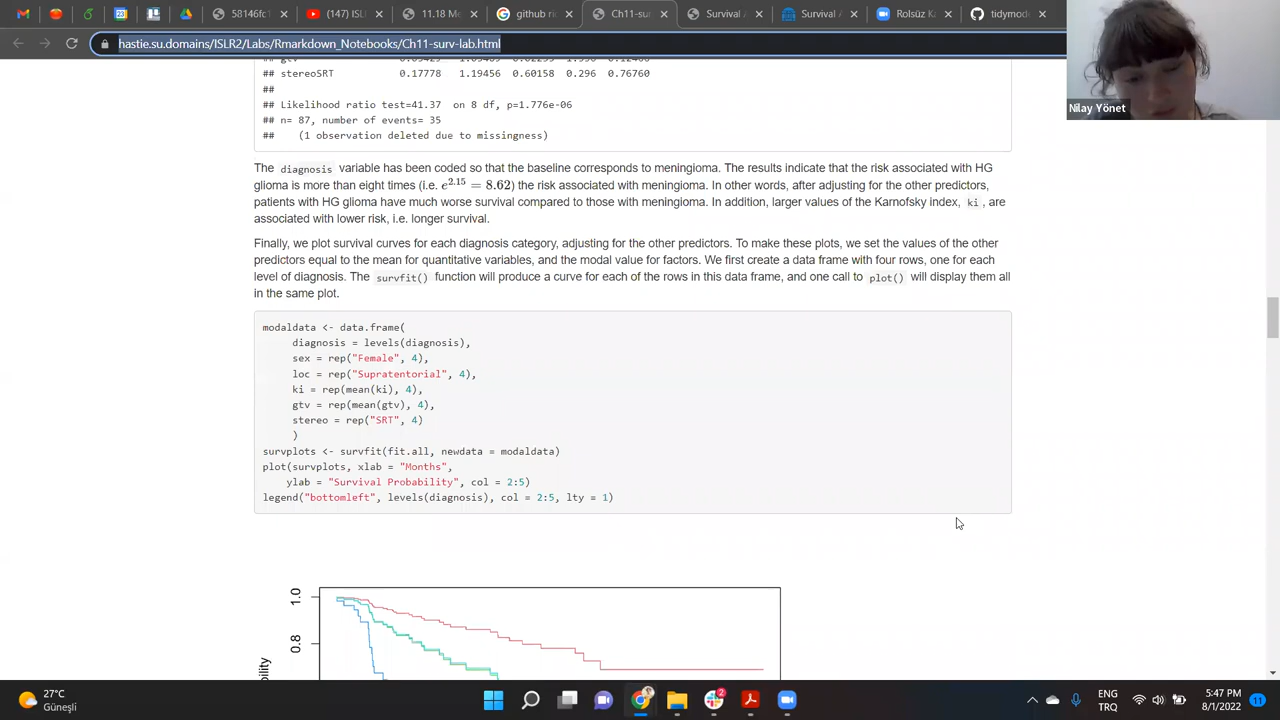 58146fc1
(147) ISL
11.18 Me
github
Ch11-sur
Survival
Survival A
Rolsüz K
tidymode
hastie.su.domains/ISLR2/Labs/Rmarkdown_Notebooks/Ch11-surv-lab.html
Nilay Yönet
## stereoSRT 0.17778 1.19456 0.60158 0.296 0.76760
##
## Likelihood ratio test=41.37 on 8 df, p=1.776e-06
## n= 87, number of events= 35
## (1 observation deleted due to missingness)
The diagnosis variable has been coded so that the baseline corresponds to meningioma. The results indicate that the risk associated with HG
glioma is more than eight times (i.e. e^2.15 = 8.62) the risk associated with meningioma. In other words, after adjusting for the other predictors,
patients with HG glioma have much worse survival compared to those with meningioma. In addition, larger values of the Karnofsky index, ki , are
associated with lower risk, i.e. longer survival.
Finally, we plot survival curves for each diagnosis category, adjusting for the other predictors. To make these plots, we set the values of the other
predictors equal to the mean for quantitative variables, and the modal value for factors. We first create a data frame with four rows, one for each
level of diagnosis. The survfit() function will produce a curve for each of the rows in this data frame, and one call to plot() will display them all
in the same plot.
modaldata <- data.frame(
diagnosis = levels(diagnosis),
sex = rep("Female", 4),
loc = rep("Supratentorial", 4),
ki = rep(mean(ki), 4),
gtv = rep(mean(gtv), 4),
stereo = rep("SRT", 4)
)
survplots <- survfit(fit.all, newdata = modaldata)
plot(survplots, xlab = "Months",
ylab = "Survival Probability", col = 2:5)
legend("bottomleft", levels(diagnosis), col = 2:5, lty = 1)
1.0
0.8
bility
27°C
Güneşli
2
ENG
TRQ
5:47 PM
8/1/2022
11